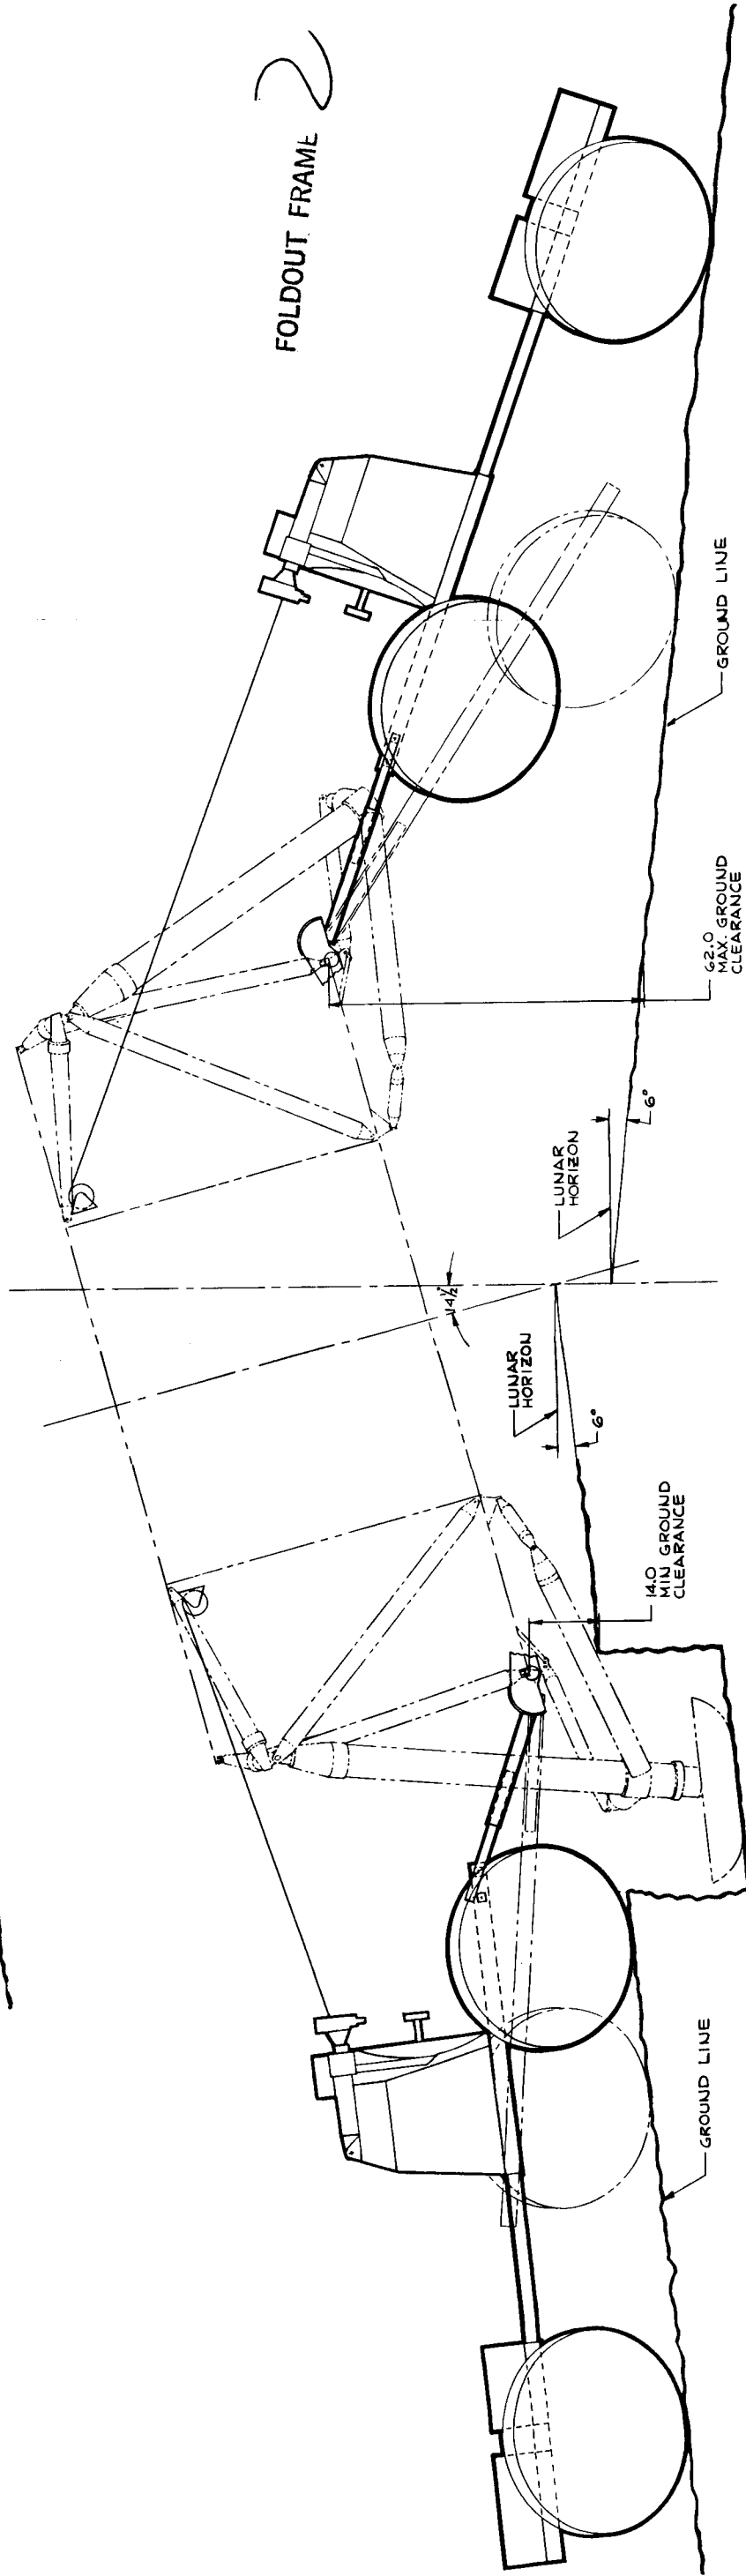 FOLDOUT FRAME 2
GROUND LINE
62.0
MAX. GROUND
CLEARANCE
6°
LUNAR
HORIZON
14½°
LUNAR
HORIZON
6°
14.0
MIN GROUND
CLEARANCE
GROUND LINE